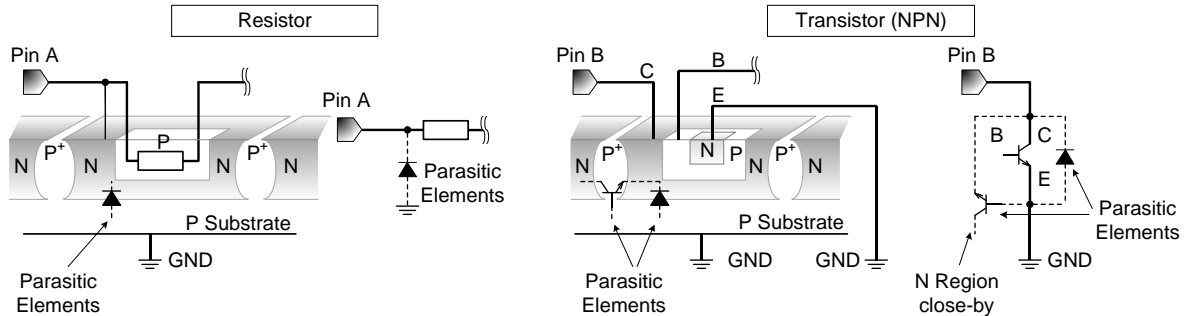 Resistor
Transistor (NPN)
Pin A
Pin B
Pin B
B
C
E
Pin A
P
N
P+
N
N
P+
N
Parasitic
Elements
P Substrate
GND
Parasitic
Elements
N
P+
N
N
P
N
P+
N
P Substrate
GND
GND
Parasitic
Elements
B
C
E
Parasitic
Elements
GND
N Region
close-by